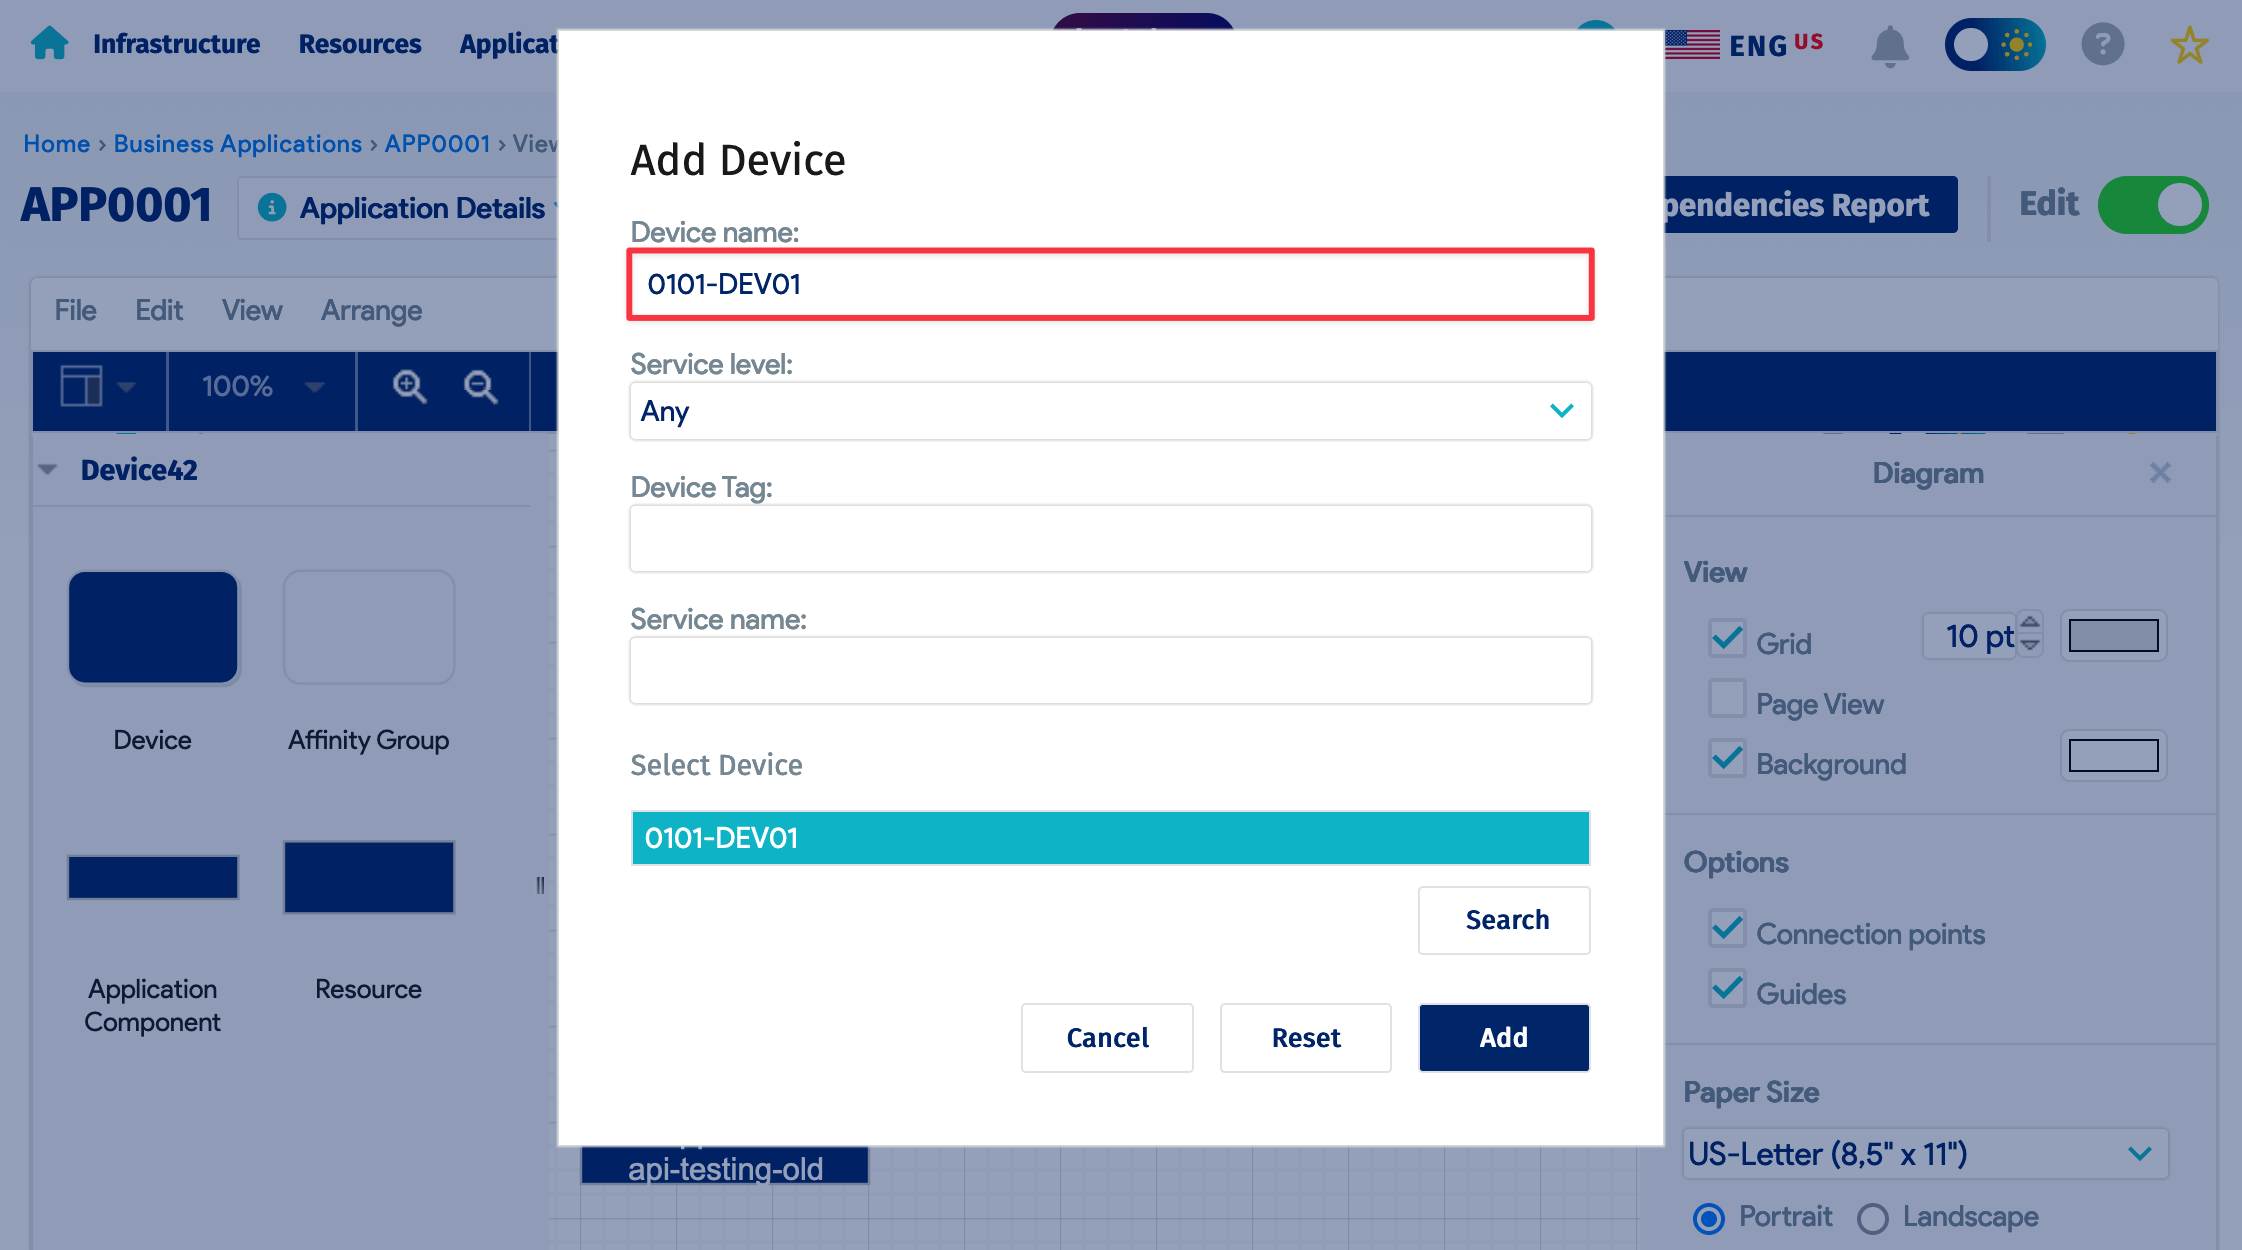 Infrastructure Resources
ENG US
Home › Business Applications › APP0001 ›
APP0001
Application Details
Report
Edit
File Edit View Arrange
100%
Device42
Device
Affinity Group
Application
Component
Resource
Add Device
Device name:
0101-DEV01
Service level:
Any
Device Tag:
Service name:
Select Device
0101-DEV01
Search
Cancel
Reset
Add
api-testing-old
Diagram
View
Grid
10 pt
Page View
Background
Options
Connection points
Guides
Paper Size
US-Letter (8,5" x 11")
Portrait
Landscape